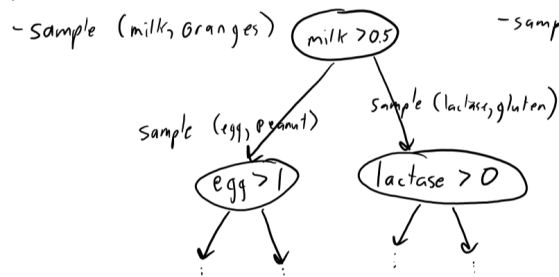 - sample (milk, oranges)
milk > 0.5
- samp
sample (egg, peanut)
sample (lactase, gluten)
egg > 1
lactase > 0